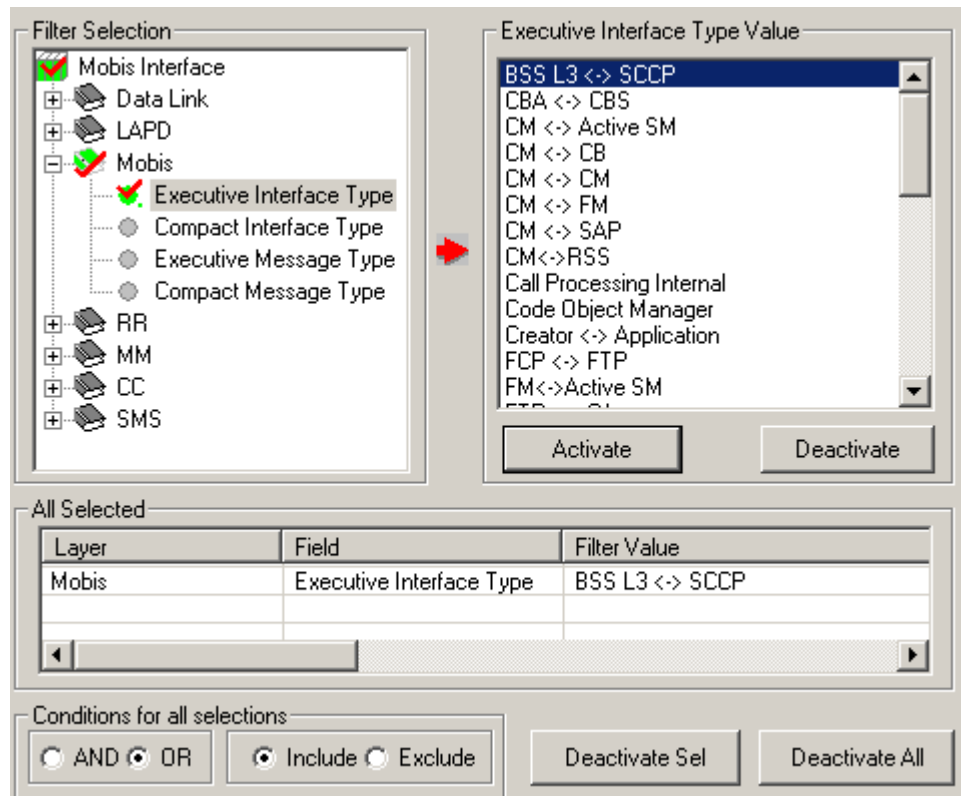 Filter Selection
Mobis Interface
Data Link
LAPD
Mobis
Executive Interface Type
Compact Interface Type
Executive Message Type
Compact Message Type
RR
MM
CC
SMS
Executive Interface Type Value
BSS L3 <-> SCCP
CBA <-> CBS
CM <-> Active SM
CM <-> CB
CM <-> CM
CM <-> FM
CM <-> SAP
CM<->RSS
Call Processing Internal
Code Object Manager
Creator <-> Application
FCP <-> FTP
FM<->Active SM
Activate
Deactivate
All Selected
Layer Field Filter Value
Mobis Executive Interface Type BSS L3 <-> SCCP
Conditions for all selections
AND OR Include Exclude
Deactivate Sel
Deactivate All